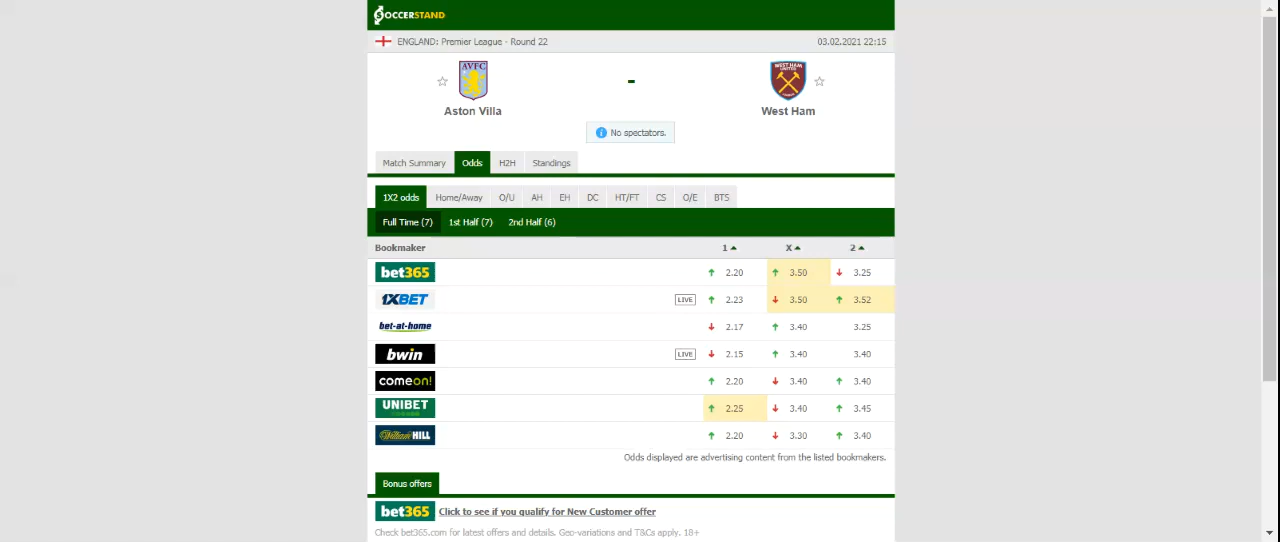 SOCCERSTAND
ENGLAND: Premier League - Round 22 03.02.2021 22:15
AVFC WEST HAM UNITED
-
Aston Villa West Ham
No spectators.
Match Summary Odds H2H Standings
1X2 odds Home/Away O/U AH EH DC HT/FT CS O/E BTS
Full Time (7) 1st Half (7) 2nd Half (6)
Bookmaker 1 X 2
bet365 2.20 3.50 3.25
1XBET LIVE 2.23 3.50 3.52
bet-at-home 2.17 3.40 3.25
bwin LIVE 2.15 3.40 3.40
comeon! 2.20 3.40 3.40
UNIBET 2.25 3.40 3.45
William HILL 2.20 3.30 3.40
Odds displayed are advertising content from the listed bookmakers.
Bonus offers
bet365 Click to see if you qualify for New Customer offer
Check bet365.com for latest offers and details. Geo-variations and T&Cs apply. 18+